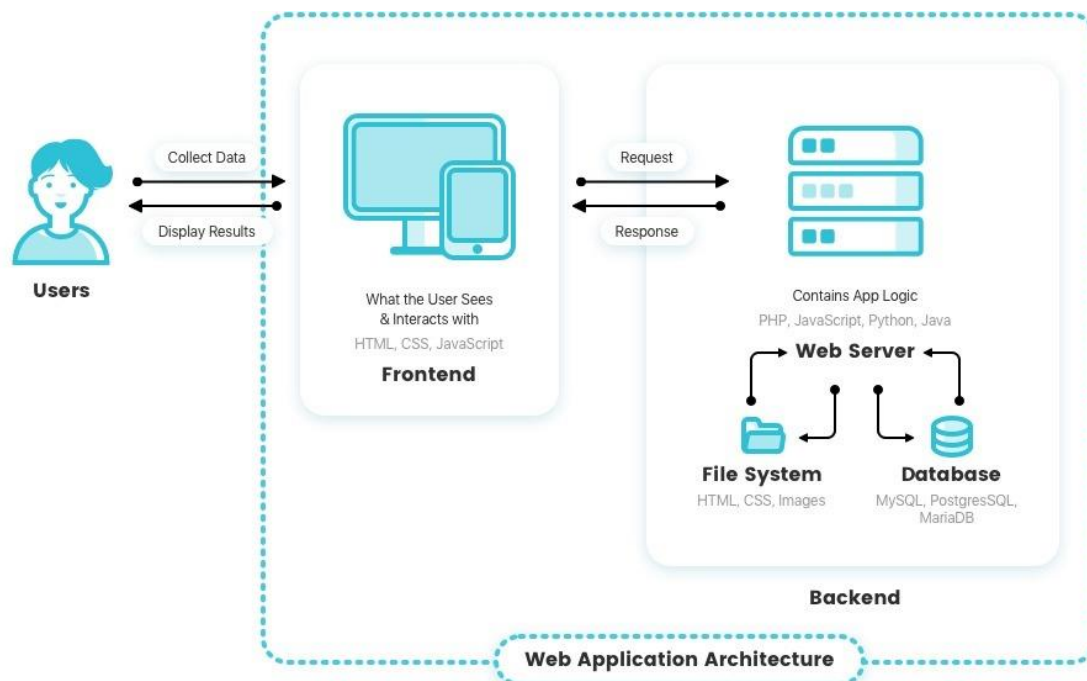 Collect Data
Display Results
Users
What the User Sees
& Interacts with
HTML, CSS, JavaScript
Frontend
Request
Response
Contains App Logic
PHP, JavaScript, Python, Java
Web Server
File System
HTML, CSS, Images
Database
MySQL, PostgresSQL,
MariaDB
Backend
Web Application Architecture